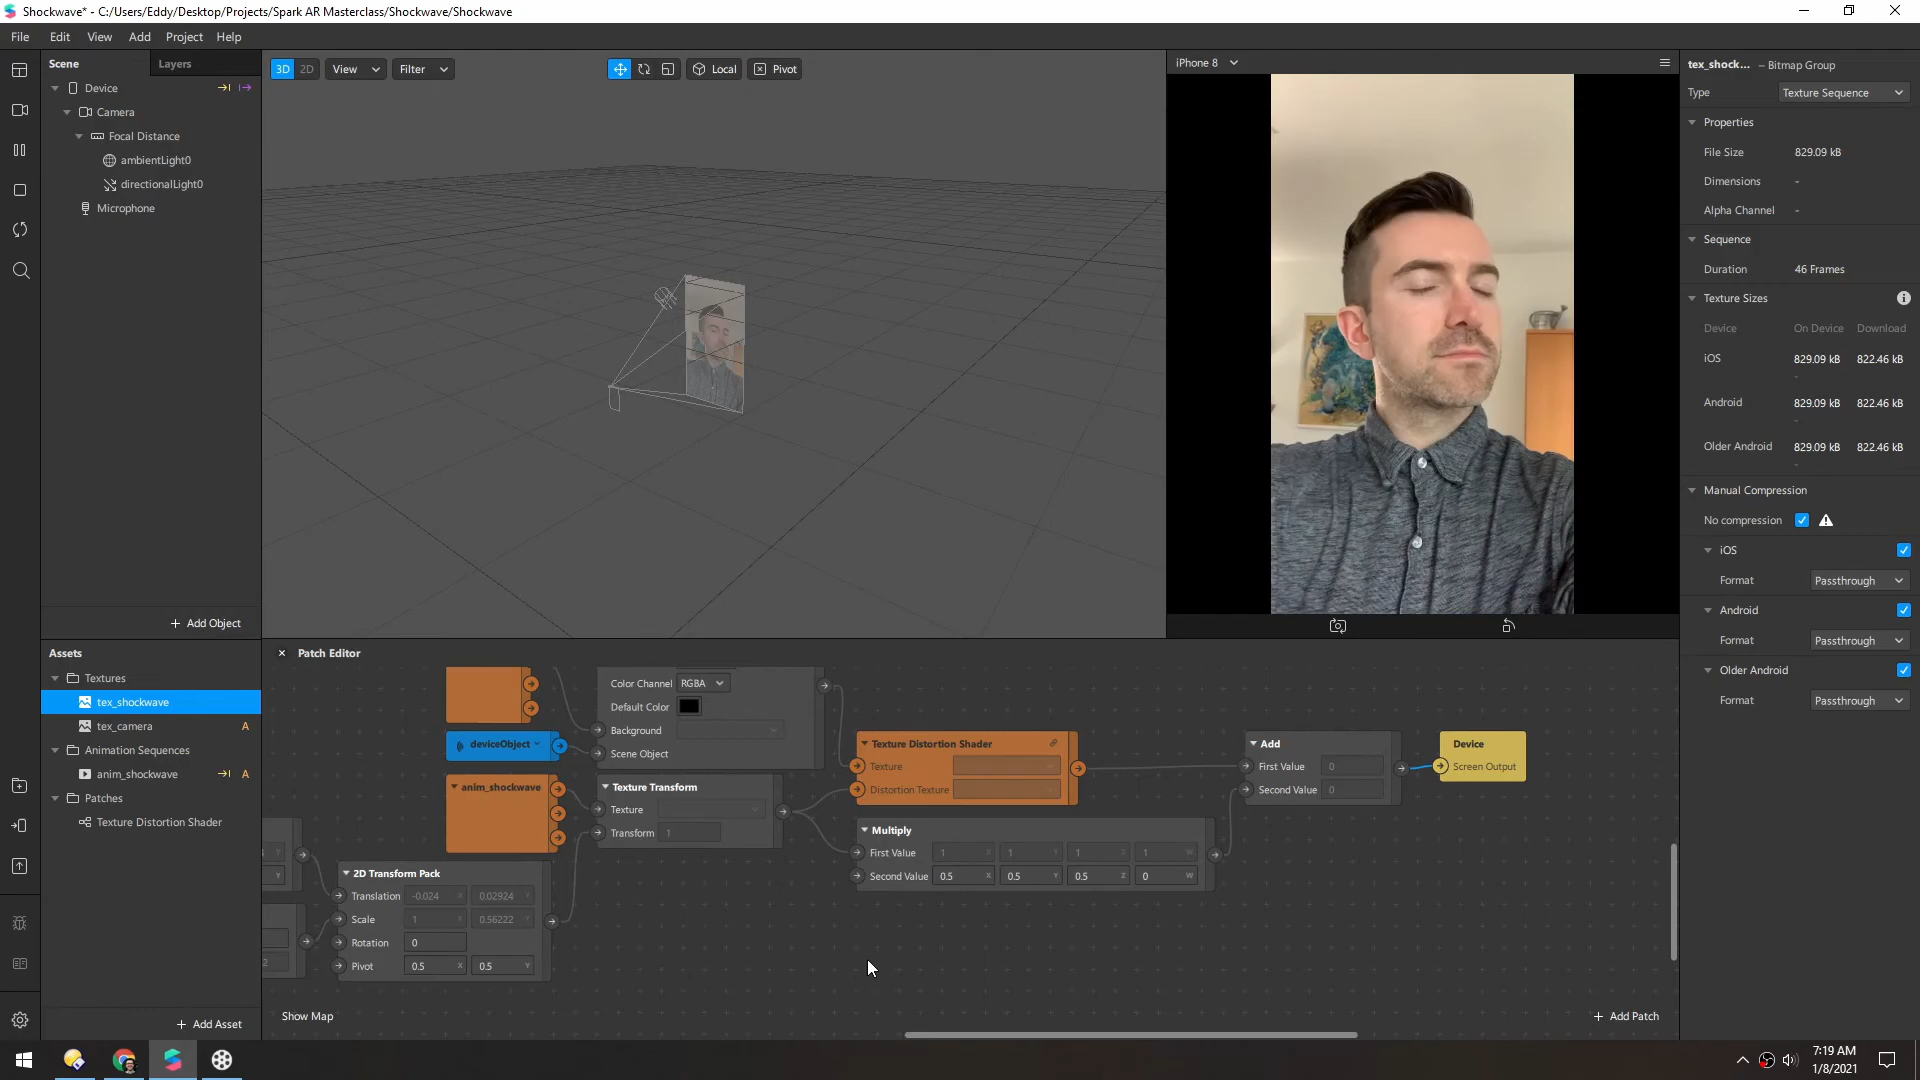 Shockwave* - C:/Users/Eddy/Desktop/Projects/Spark AR Masterclass/Shockwave/Shockwave
File Edit View Add Project Help
Scene Layers
Device
Camera
Focal Distance
ambientLight0
directionalLight0
Microphone
+ Add Object
3D 2D View Filter Local Pivot
iPhone 8
tex_shock... – Bitmap Group
Type Texture Sequence
Properties
File Size 829.09 kB
Dimensions -
Alpha Channel -
Sequence
Duration 46 Frames
Texture Sizes
Device On Device Download
iOS 829.09 kB 822.46 kB
-
Android 829.09 kB 822.46 kB
-
Older Android 829.09 kB 822.46 kB
-
Manual Compression
No compression
iOS
Format Passthrough
Android
Format Passthrough
Older Android
Format Passthrough
Assets
Textures
tex_shockwave
tex_camera A
Animation Sequences
anim_shockwave A
Patches
Texture Distortion Shader
+ Add Asset
× Patch Editor
Color Channel RGBA
Default Color
Background
Scene Object
deviceObject
anim_shockwave
Texture Transform
Texture
Transform 1
2D Transform Pack
Translation -0.024 X 0.02924 Y
Scale 1 X 0.56222 Y
Rotation 0
Pivot 0.5 X 0.5 Y
Texture Distortion Shader
Texture
Distortion Texture
Multiply
First Value 1 X 1 Y 1 Z 1 W
Second Value 0.5 X 0.5 Y 0.5 Z 0 W
Add
First Value 0
Second Value 0
Device
Screen Output
Show Map
+ Add Patch
7:19 AM
1/8/2021